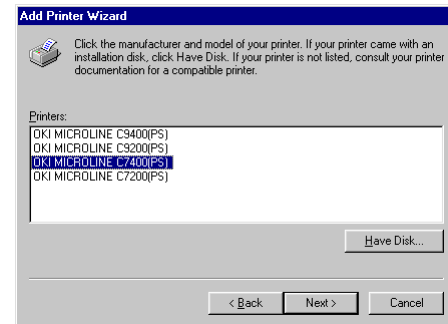 Add Printer Wizard
Click the manufacturer and model of your printer. If your printer came with an
installation disk, click Have Disk. If your printer is not listed, consult your printer
documentation for a compatible printer.
Printers:
OKI MICROLINE C9400(PS)
OKI MICROLINE C9200(PS)
OKI MICROLINE C7400(PS)
OKI MICROLINE C7200(PS)
Have Disk...
< Back Next > Cancel